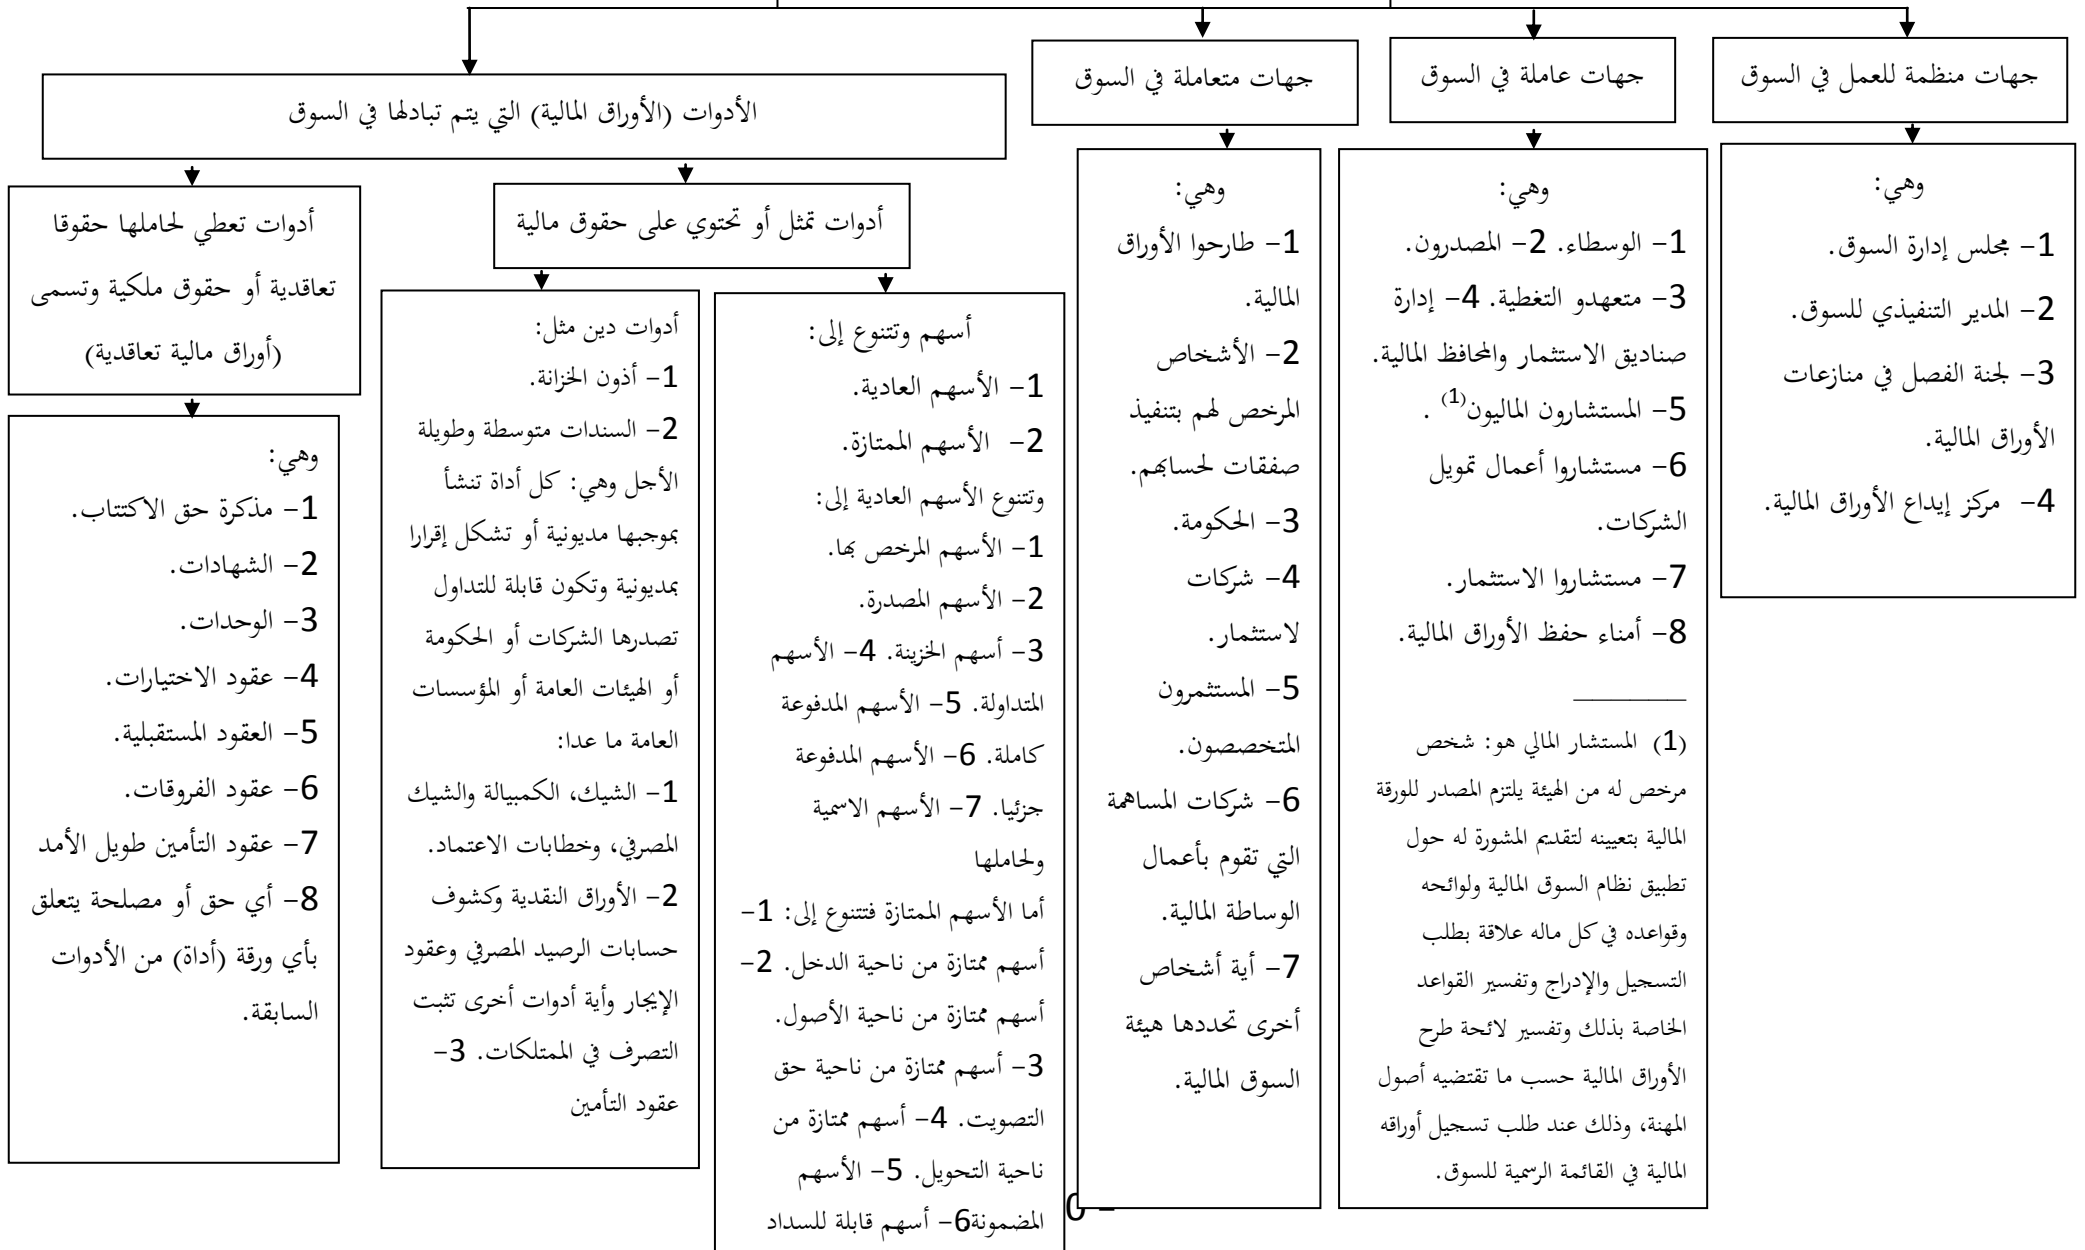 جهات منظمة للعمل في السوق
وهي:
1- مجلس إدارة السوق.
2- المدير التنفيذي للسوق.
3- لجنة الفصل في منازعات
الأوراق المالية.
4- مركز إيداع الأوراق المالية.
جهات عاملة في السوق
وهي:
1- الوسطاء. 2- المصدرون.
3- متعهدو التغطية. 4- إدارة
صناديق الاستثمار والمحافظ المالية.
5- المستشارون الماليون(1) .
6- مستشاروا أعمال تمويل
الشركات.
7- مستشاروا الاستثمار.
8- أمناء حفظ الأوراق المالية.
(1) المستشار المالي هو: شخص
مرخص له من الهيئة يلتزم المصدر للورقة
المالية بتعيينه لتقديم المشورة له حول
تطبيق نظام السوق المالية ولوائحه
وقواعده في كل ماله علاقة بطلب
التسجيل والإدراج وتفسير القواعد
الخاصة بذلك وتفسير لائحة طرح
الأوراق المالية حسب ما تقتضيه أصول
المهنة، وذلك عند طلب تسجيل أوراقه
المالية في القائمة الرسمية للسوق.
جهات متعاملة في السوق
وهي:
1- طارحوا الأوراق
المالية.
2- الأشخاص
المرخص لهم بتنفيذ
صفقات لحسابهم.
3- الحكومة.
4- شركات
لاستثمار.
5- المستثمرون
المتخصصون.
6- شركات المساهمة
التي تقوم بأعمال
الوساطة المالية.
7- أية أشخاص
أخرى تحددها هيئة
السوق المالية.
الأدوات (الأوراق المالية) التي يتم تبادلها في السوق
أدوات تمثل أو تحتوي على حقوق مالية
أسهم وتتنوع إلى:
1- الأسهم العادية.
2- الأسهم الممتازة.
وتتنوع الأسهم العادية إلى:
1- الأسهم المرخص بها.
2- الأسهم المصدرة.
3- أسهم الخزينة. 4- الأسهم
المتداولة. 5- الأسهم المدفوعة
كاملة. 6- الأسهم المدفوعة
جزئيا. 7- الأسهم الاسمية
ولحاملها
أما الأسهم الممتازة فتتنوع إلى: 1-
أسهم ممتازة من ناحية الدخل. 2-
أسهم ممتازة من ناحية الأصول.
3- أسهم ممتازة من ناحية حق
التصويت. 4- أسهم ممتازة من
ناحية التحويل. 5- الأسهم
المضمونة6- أسهم قابلة للسداد
أدوات دين مثل:
1- أذون الخزانة.
2- السندات متوسطة وطويلة
الأجل وهي: كل أداة تنشأ
بموجبها مديونية أو تشكل إقرارا
بمديونية وتكون قابلة للتداول
تصدرها الشركات أو الحكومة
أو الهيئات العامة أو المؤسسات
العامة ما عدا:
1- الشيك، الكمبيالة والشيك
المصرفي، وخطابات الاعتماد.
2- الأوراق النقدية وكشوف
حسابات الرصيد المصرفي وعقود
الإيجار وأية أدوات أخرى تثبت
التصرف في الممتلكات. 3-
عقود التأمين
أدوات تعطي لحاملها حقوقا
تعاقدية أو حقوق ملكية وتسمى
(أوراق مالية تعاقدية)
وهي:
1- مذكرة حق الاكتتاب.
2- الشهادات.
3- الوحدات.
4- عقود الاختيارات.
5- العقود المستقبلية.
6- عقود الفروقات.
7- عقود التأمين طويل الأمد
8- أي حق أو مصلحة يتعلق
بأي ورقة (أداة) من الأدوات
السابقة.